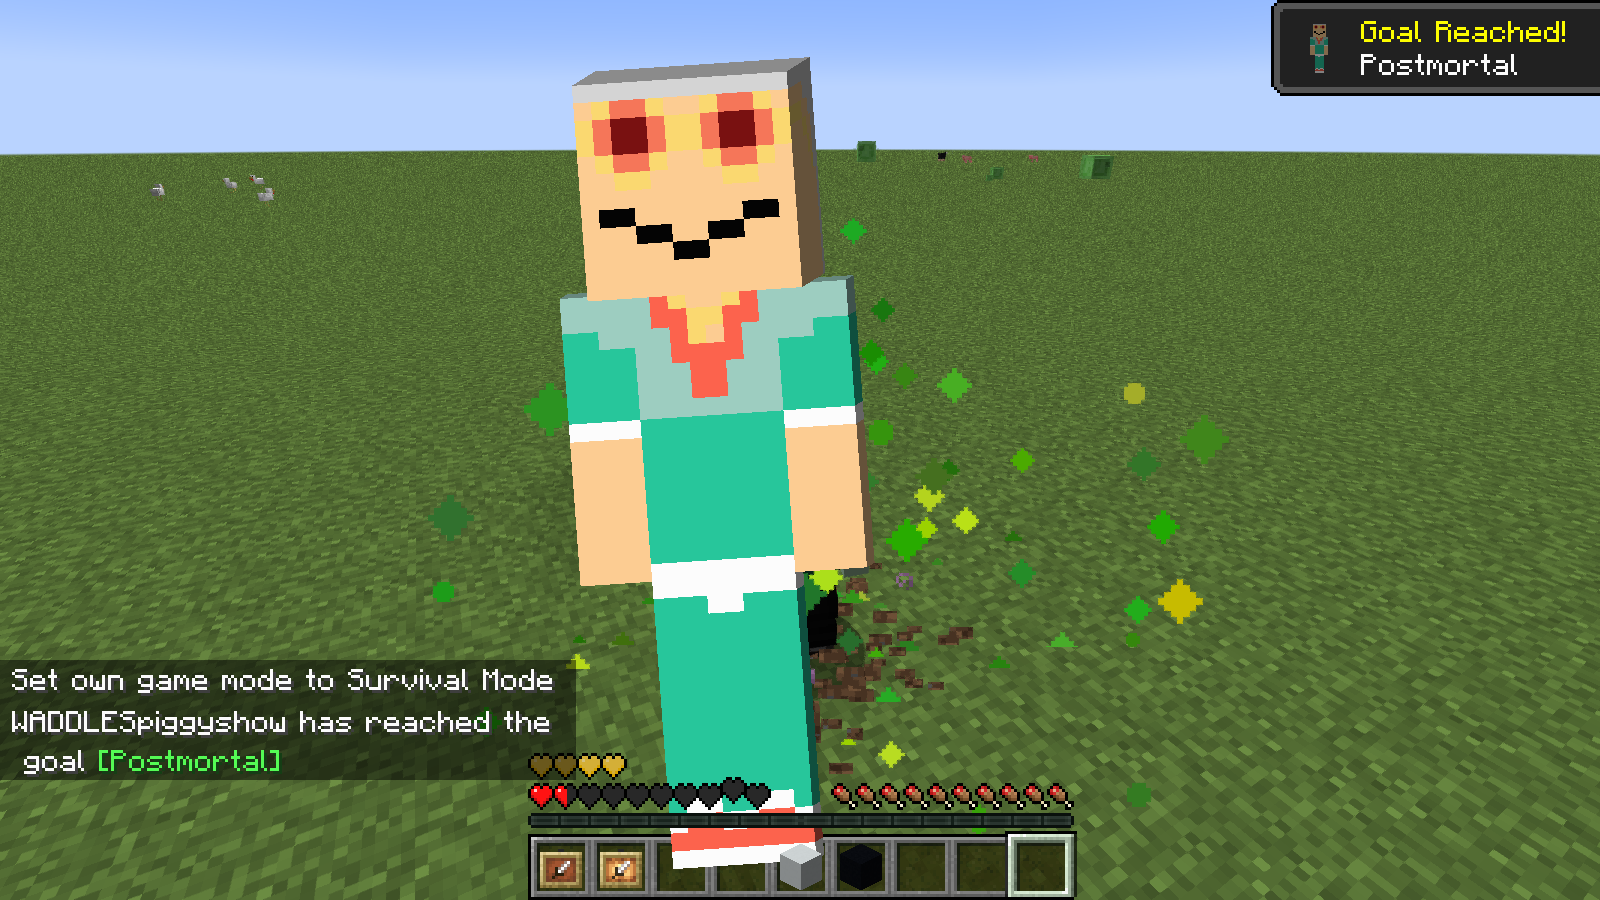 Goal Reached!
Postmortal
Set own game mode to Survival Mode
WADDLESpiggyshow has reached the
goal [Postmortal]